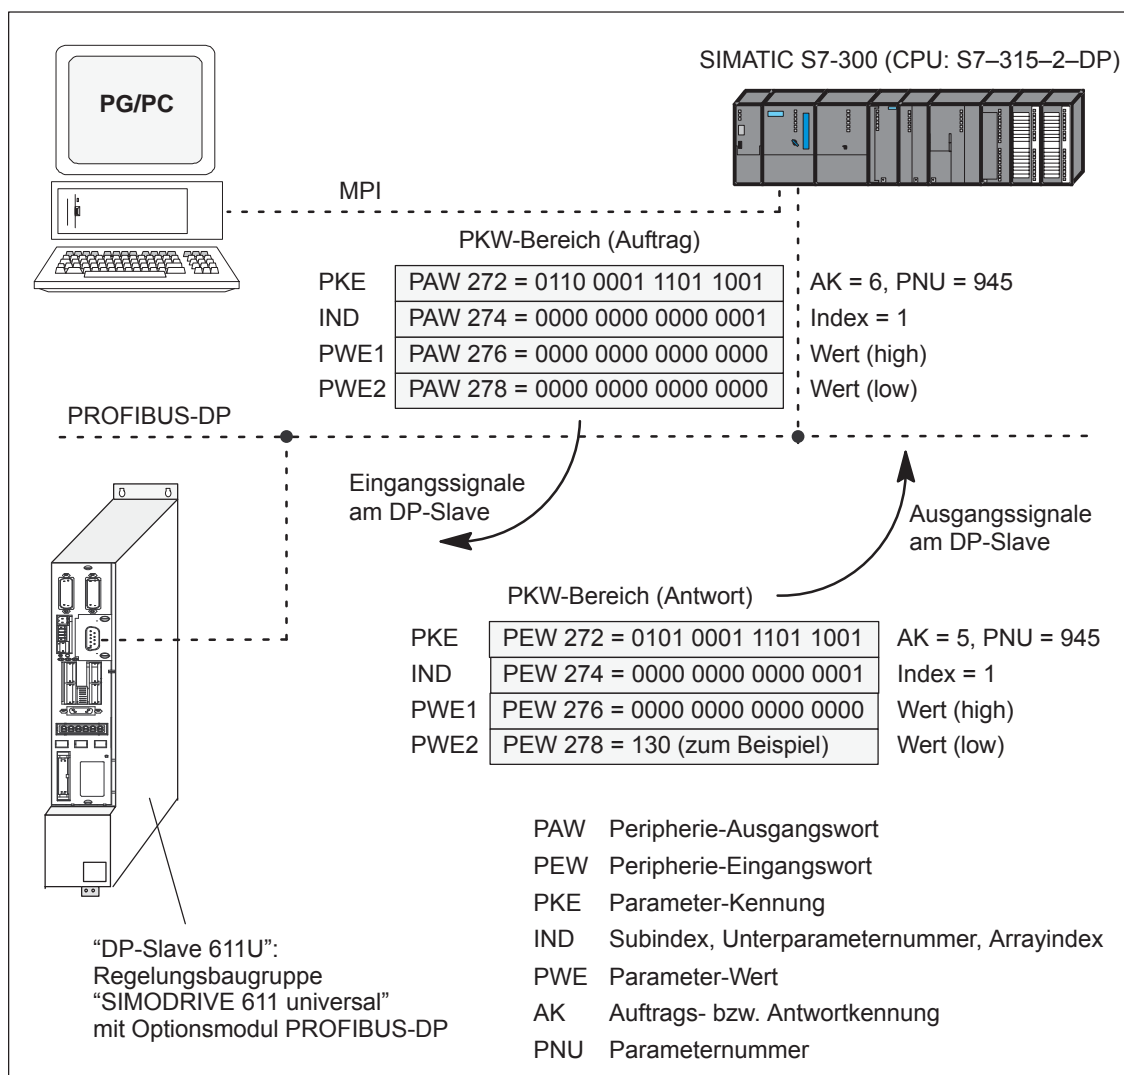 SIMATIC S7-300 (CPU: S7–315–2–DP)
PG/PC
MPI
PKW-Bereich (Auftrag)
PKE PAW 272 = 0110 0001 1101 1001 AK = 6, PNU = 945
IND PAW 274 = 0000 0000 0000 0001 Index = 1
PWE1 PAW 276 = 0000 0000 0000 0000 Wert (high)
PWE2 PAW 278 = 0000 0000 0000 0000 Wert (low)
PROFIBUS-DP
Eingangssignale
am DP-Slave
Ausgangssignale
am DP-Slave
PKW-Bereich (Antwort)
PKE PEW 272 = 0101 0001 1101 1001 AK = 5, PNU = 945
IND PEW 274 = 0000 0000 0000 0001 Index = 1
PWE1 PEW 276 = 0000 0000 0000 0000 Wert (high)
PWE2 PEW 278 = 130 (zum Beispiel) Wert (low)
PAW Peripherie-Ausgangswort
PEW Peripherie-Eingangswort
PKE Parameter-Kennung
IND Subindex, Unterparameternummer, Arrayindex
PWE Parameter-Wert
AK Auftrags- bzw. Antwortkennung
PNU Parameternummer
“DP-Slave 611U”:
Regelungsbaugruppe
“SIMODRIVE 611 universal”
mit Optionsmodul PROFIBUS-DP